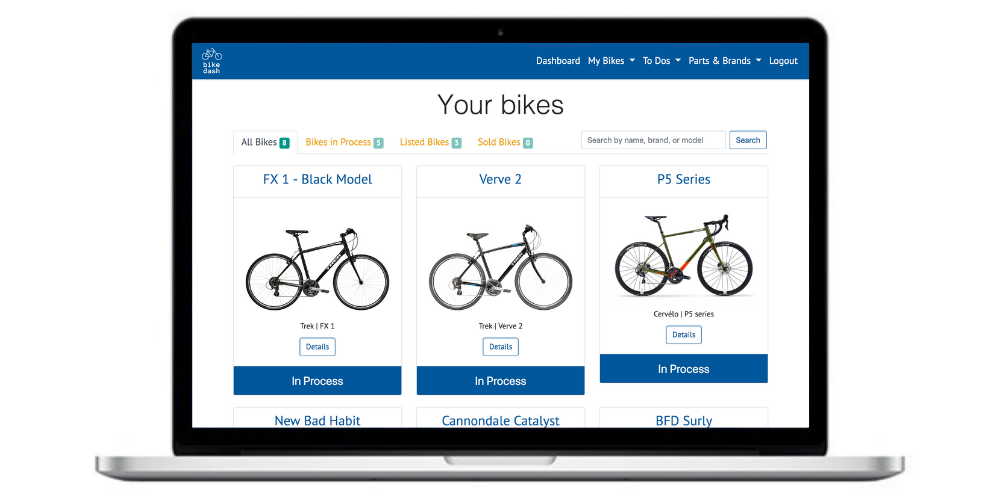 bike
dash
Dashboard My Bikes To Dos Parts & Brands Logout
Your bikes
All Bikes 8 Bikes in Process 5 Listed Bikes 3 Sold Bikes 0 Search by name, brand, or model Search
FX 1 - Black Model Verve 2 P5 Series
Trek | FX 1 Trek | Verve 2 Cervélo | P5 series
Details Details Details
In Process In Process In Process
New Bad Habit Cannondale Catalyst BFD Surly